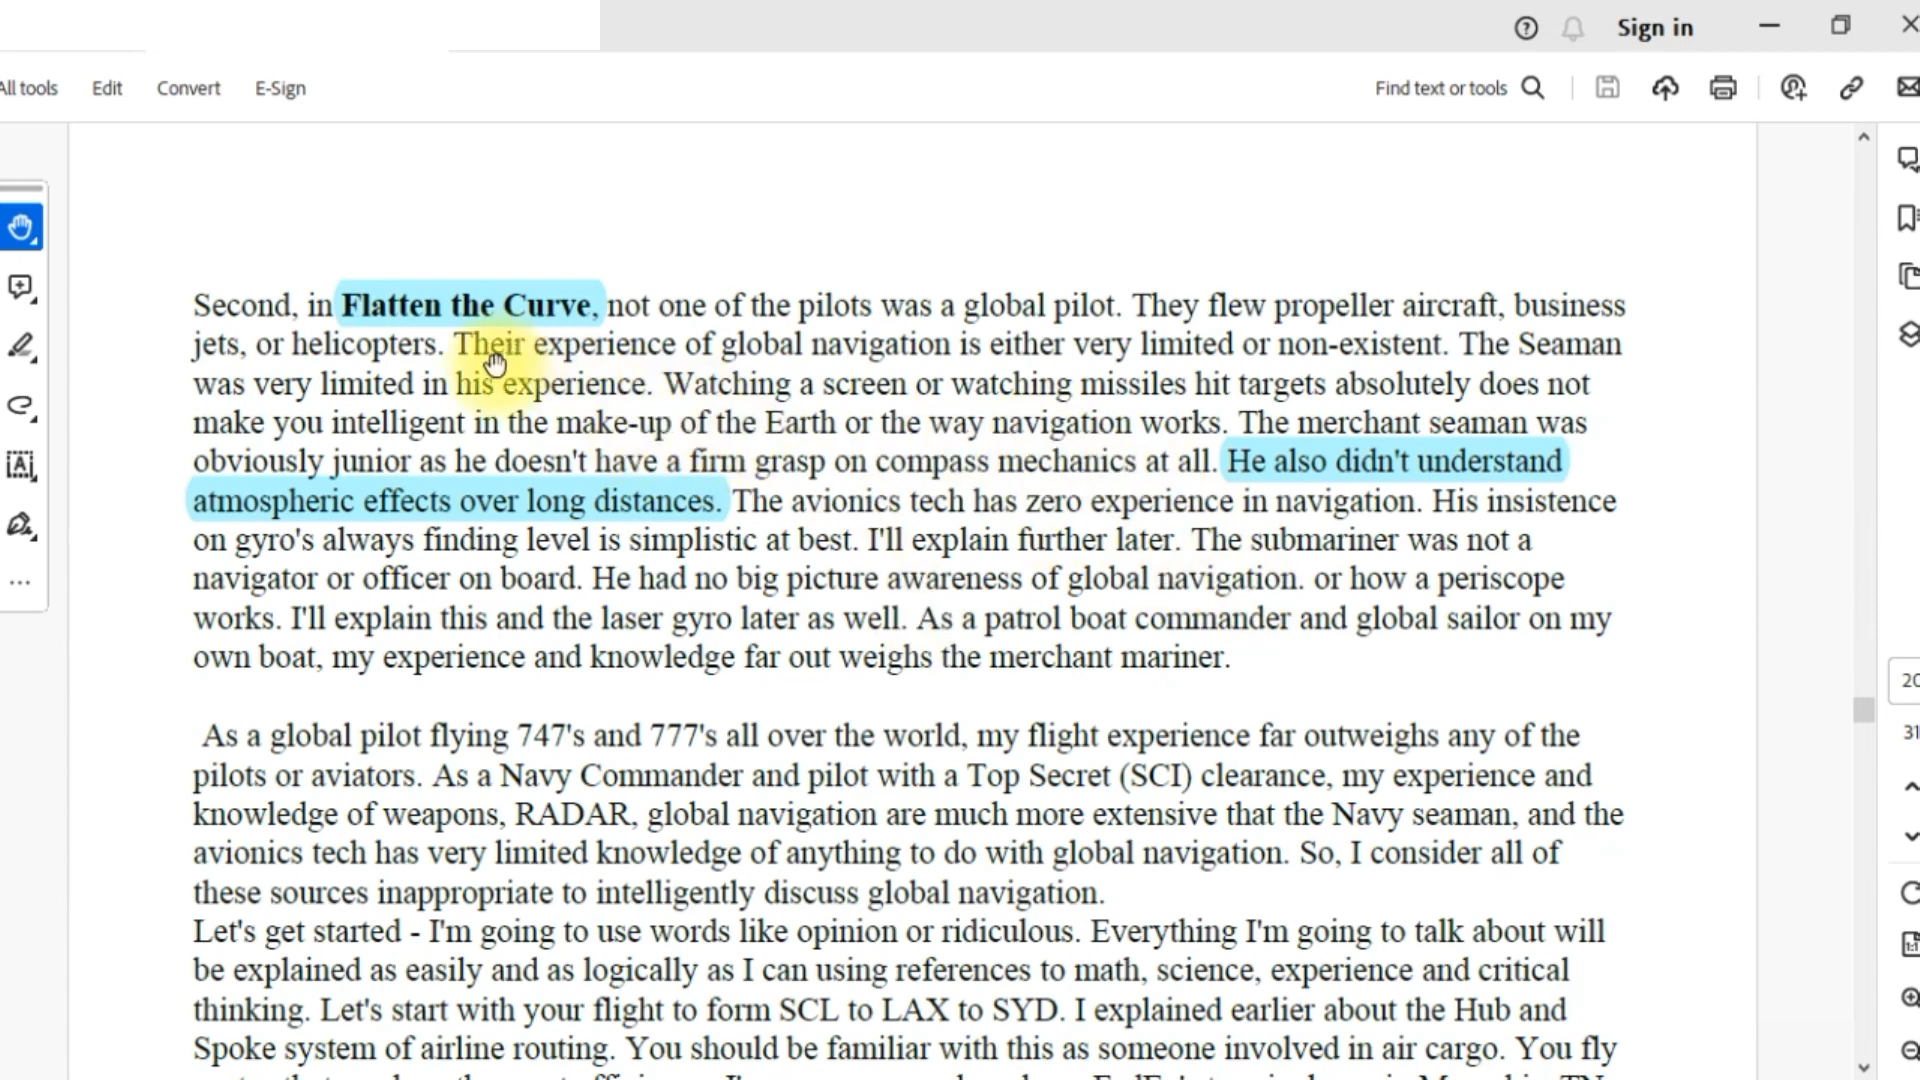 Sign in
All tools Edit Convert E-Sign Find text or tools
Second, in Flatten the Curve, not one of the pilots was a global pilot. They flew propeller aircraft, business
jets, or helicopters. Their experience of global navigation is either very limited or non-existent. The Seaman
was very limited in his experience. Watching a screen or watching missiles hit targets absolutely does not
make you intelligent in the make-up of the Earth or the way navigation works. The merchant seaman was
obviously junior as he doesn't have a firm grasp on compass mechanics at all. He also didn't understand
atmospheric effects over long distances. The avionics tech has zero experience in navigation. His insistence
on gyro's always finding level is simplistic at best. I'll explain further later. The submariner was not a
navigator or officer on board. He had no big picture awareness of global navigation. or how a periscope
works. I'll explain this and the laser gyro later as well. As a patrol boat commander and global sailor on my
own boat, my experience and knowledge far out weighs the merchant mariner.
As a global pilot flying 747's and 777's all over the world, my flight experience far outweighs any of the
pilots or aviators. As a Navy Commander and pilot with a Top Secret (SCI) clearance, my experience and
knowledge of weapons, RADAR, global navigation are much more extensive that the Navy seaman, and the
avionics tech has very limited knowledge of anything to do with global navigation. So, I consider all of
these sources inappropriate to intelligently discuss global navigation.
Let's get started - I'm going to use words like opinion or ridiculous. Everything I'm going to talk about will
be explained as easily and as logically as I can using references to math, science, experience and critical
thinking. Let's start with your flight to form SCL to LAX to SYD. I explained earlier about the Hub and
Spoke system of airline routing. You should be familiar with this as someone involved in air cargo. You fly